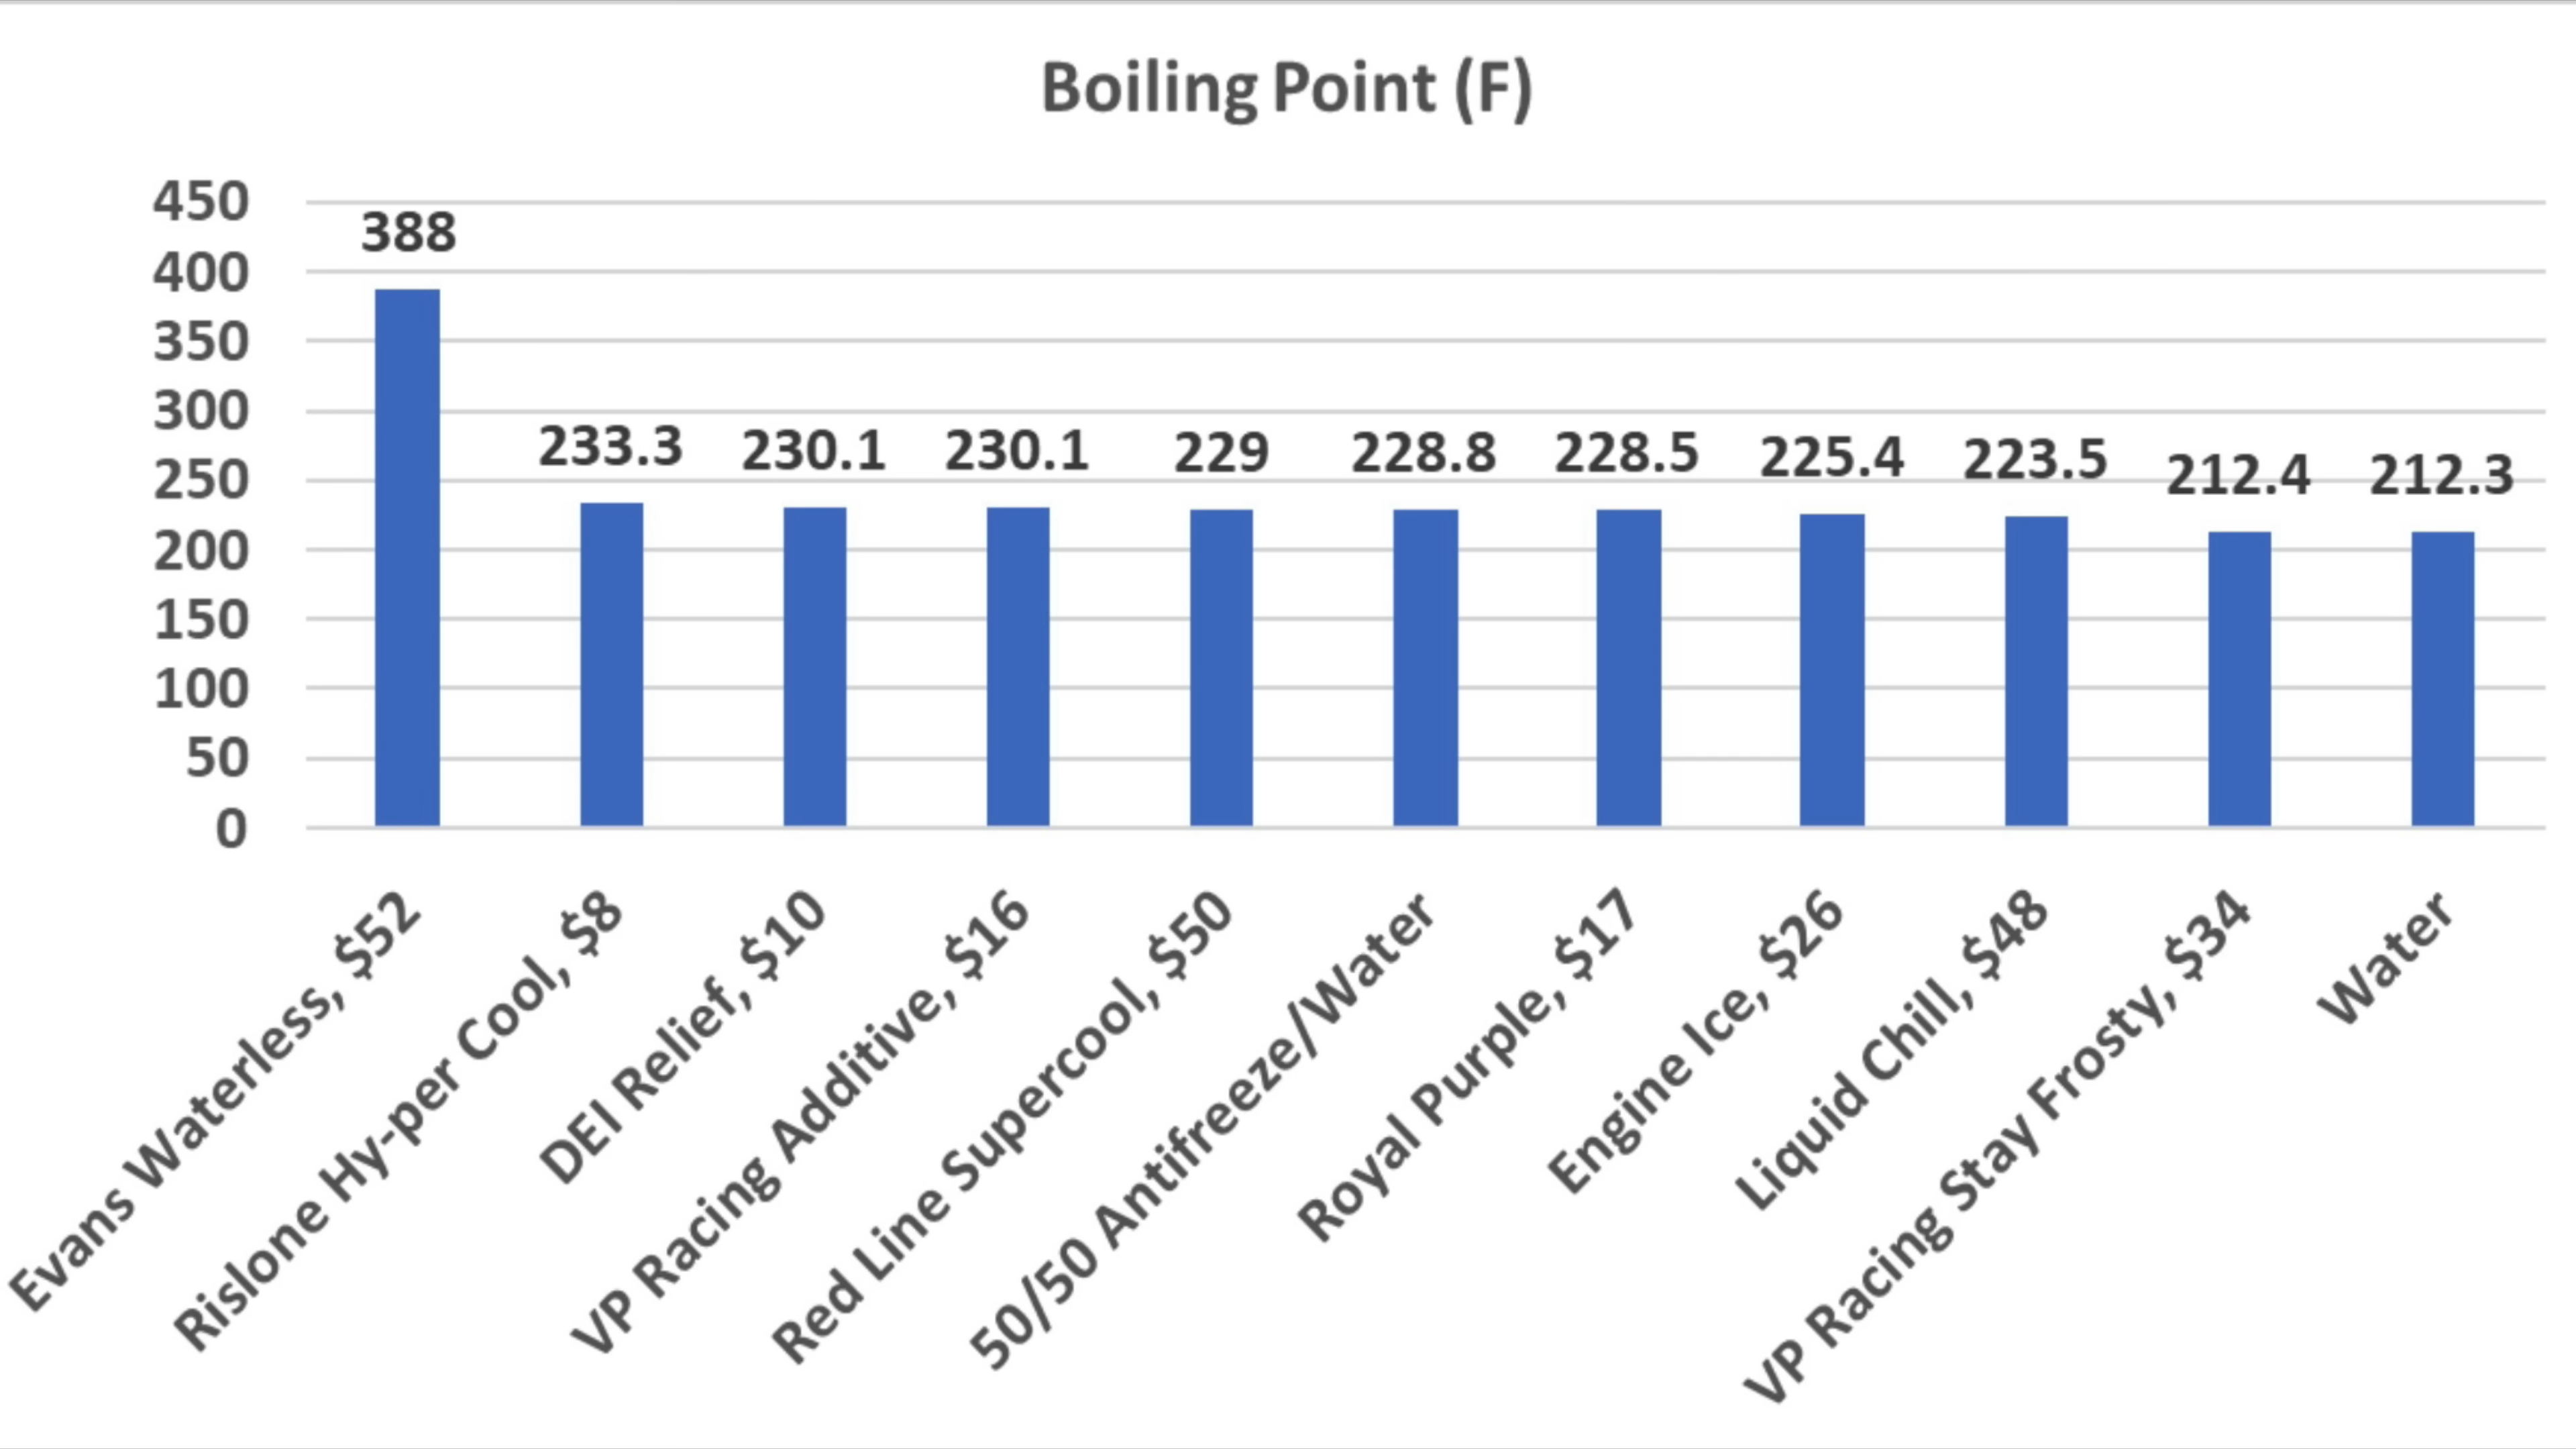 Boiling Point (F)
450
400
350
300
250
200
150
100
50
0
388
233.3
230.1
230.1
229
228.8
228.5
225.4
223.5
212.4
212.3
Evans Waterless, $52
Rislone Hy-per Cool, $8
DEI Relief, $10
VP Racing Additive, $16
Red Line Supercool, $50
50/50 Antifreeze/Water
Royal Purple, $17
Engine Ice, $26
Liquid Chill, $48
VP Racing Stay Frosty, $34
Water